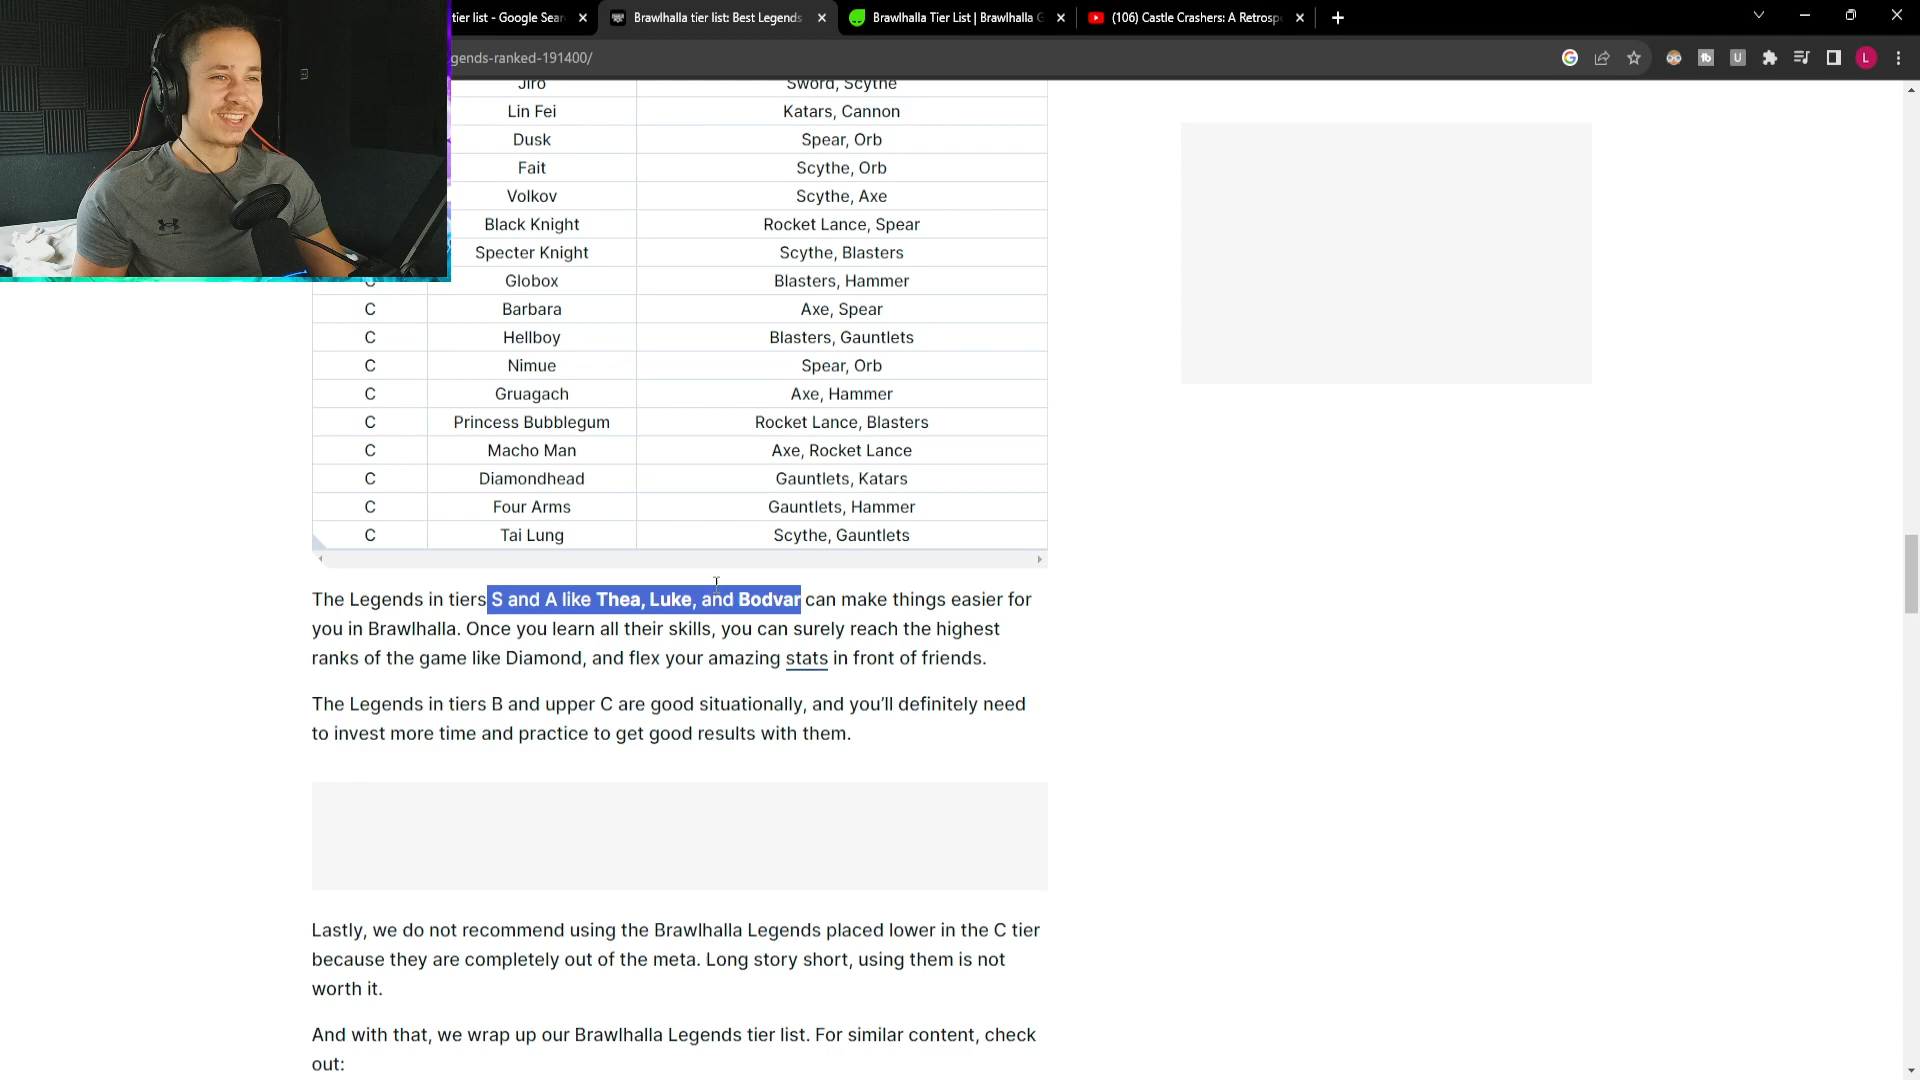 tier list - Google Sear
Brawlhalla tier list: Best Legends
Brawlhalla Tier List | Brawlhalla G
(106) Castle Crashers: A Retrosp
gends-ranked-191400/
U
L
Jiro Sword, Scythe
Lin Fei Katars, Cannon
Dusk Spear, Orb
Fait Scythe, Orb
Volkov Scythe, Axe
Black Knight Rocket Lance, Spear
Specter Knight Scythe, Blasters
Globox Blasters, Hammer
C Barbara Axe, Spear
C Hellboy Blasters, Gauntlets
C Nimue Spear, Orb
C Gruagach Axe, Hammer
C Princess Bubblegum Rocket Lance, Blasters
C Macho Man Axe, Rocket Lance
C Diamondhead Gauntlets, Katars
C Four Arms Gauntlets, Hammer
C Tai Lung Scythe, Gauntlets
The Legends in tiers S and A like Thea, Luke, and Bodvar can make things easier for
you in Brawlhalla. Once you learn all their skills, you can surely reach the highest
ranks of the game like Diamond, and flex your amazing stats in front of friends.
The Legends in tiers B and upper C are good situationally, and you'll definitely need
to invest more time and practice to get good results with them.
Lastly, we do not recommend using the Brawlhalla Legends placed lower in the C tier
because they are completely out of the meta. Long story short, using them is not
worth it.
And with that, we wrap up our Brawlhalla Legends tier list. For similar content, check
out: